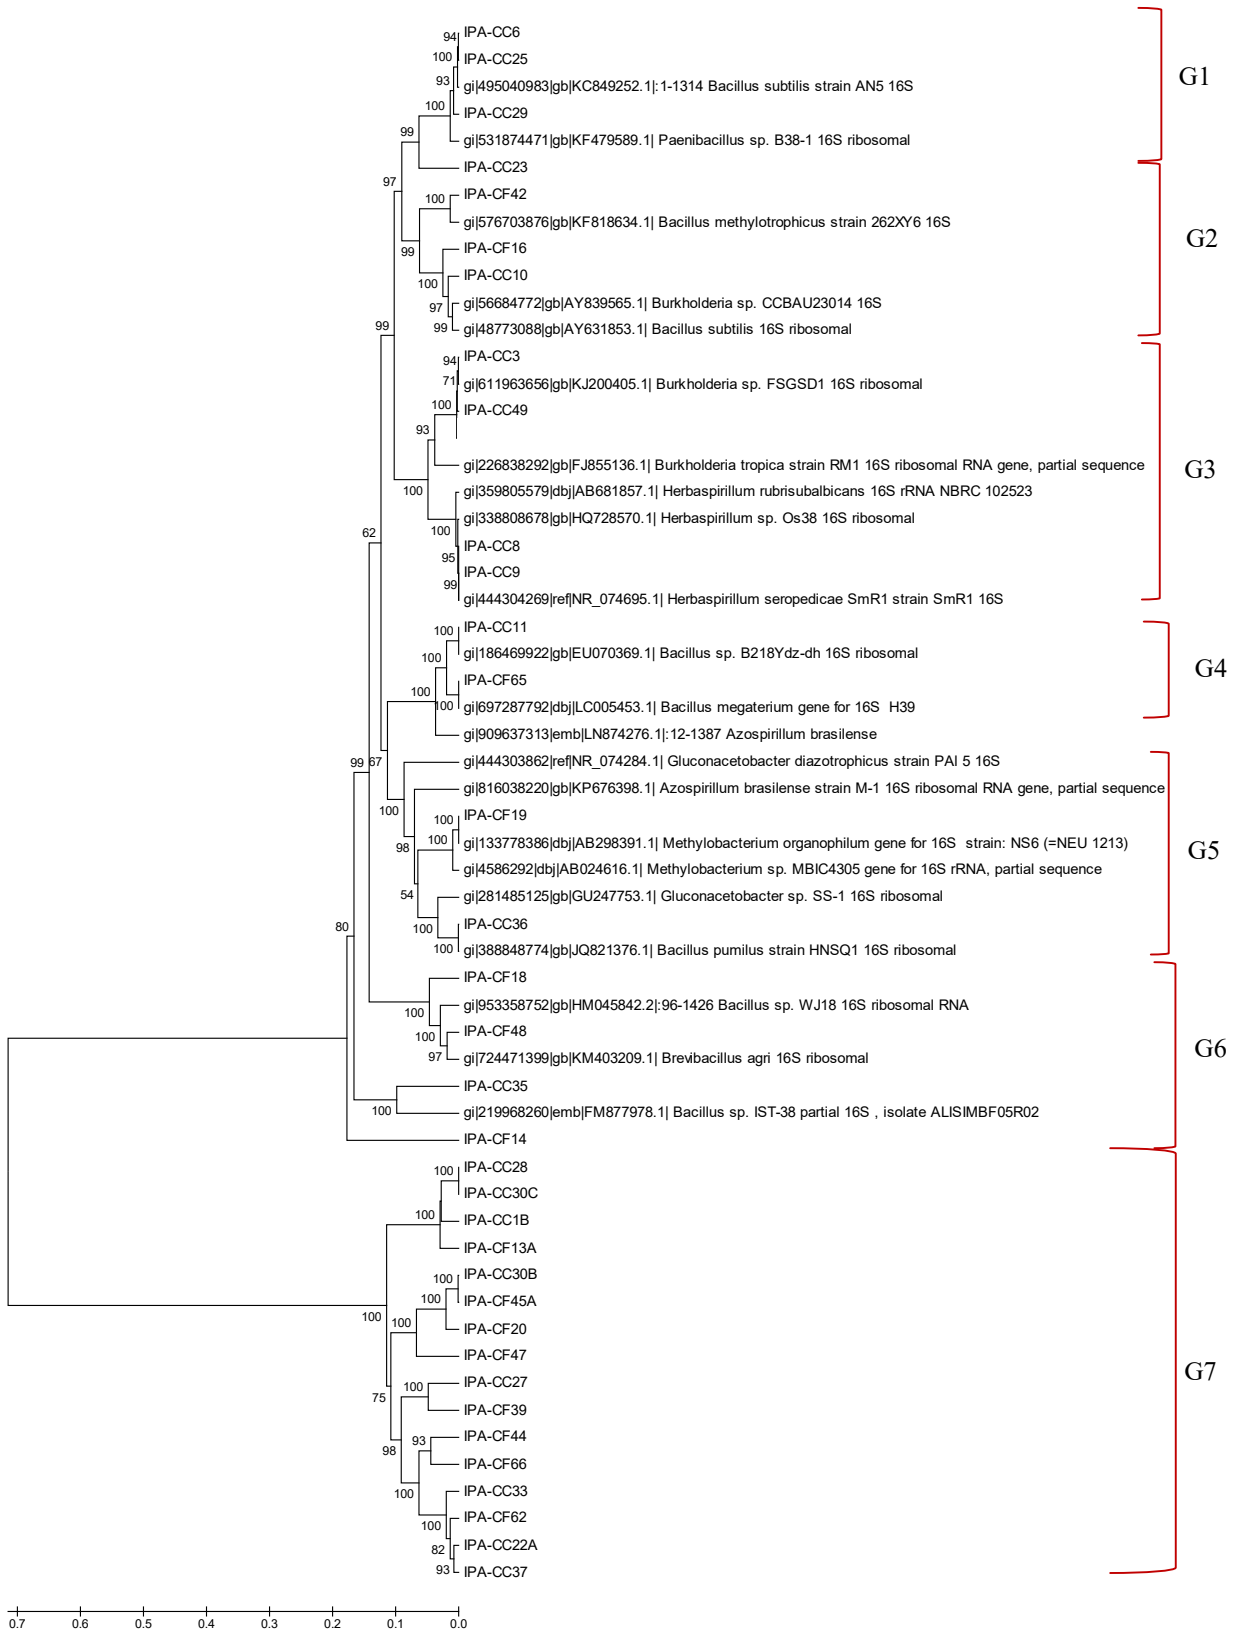 94 IPA-CC6
100 IPA-CC25
93 gi|495040983|gb|KC849252.1|:1-1314 Bacillus subtilis strain AN5 16S
G1
100 IPA-CC29
99 gi|531874471|gb|KF479589.1| Paenibacillus sp. B38-1 16S ribosomal
IPA-CC23
97
100 IPA-CF42
gi|576703876|gb|KF818634.1| Bacillus methylotrophicus strain 262XY6 16S
G2
99 IPA-CF16
100 IPA-CC10
97 gi|56684772|gb|AY839565.1| Burkholderia sp. CCBAU23014 16S
99 99 gi|48773088|gb|AY631853.1| Bacillus subtilis 16S ribosomal
94 IPA-CC3
71 gi|611963656|gb|KJ200405.1| Burkholderia sp. FSGSD1 16S ribosomal
100 IPA-CC49
93
gi|226838292|gb|FJ855136.1| Burkholderia tropica strain RM1 16S ribosomal RNA gene, partial sequence
G3
100 gi|359805579|dbj|AB681857.1| Herbaspirillum rubrisubalbicans 16S rRNA NBRC 102523
gi|338808678|gb|HQ728570.1| Herbaspirillum sp. Os38 16S ribosomal
62 100
IPA-CC8
95 IPA-CC9
99 gi|444304269|ref|NR_074695.1| Herbaspirillum seropedicae SmR1 strain SmR1 16S
100 IPA-CC11
100 gi|186469922|gb|EU070369.1| Bacillus sp. B218Ydz-dh 16S ribosomal
G4
100 IPA-CF65
100 gi|697287792|dbj|LC005453.1| Bacillus megaterium gene for 16S H39
gi|909637313|emb|LN874276.1|:12-1387 Azospirillum brasilense
99 67 gi|444303862|ref|NR_074284.1| Gluconacetobacter diazotrophicus strain PAl 5 16S
gi|816038220|gb|KP676398.1| Azospirillum brasilense strain M-1 16S ribosomal RNA gene, partial sequence
100 100 IPA-CF19
98 100 gi|133778386|dbj|AB298391.1| Methylobacterium organophilum gene for 16S strain: NS6 (=NEU 1213)
G5
gi|4586292|dbj|AB024616.1| Methylobacterium sp. MBIC4305 gene for 16S rRNA, partial sequence
54 gi|281485125|gb|GU247753.1| Gluconacetobacter sp. SS-1 16S ribosomal
80 100 IPA-CC36
100 gi|388848774|gb|JQ821376.1| Bacillus pumilus strain HNSQ1 16S ribosomal
IPA-CF18
100 gi|953358752|gb|HM045842.2|:96-1426 Bacillus sp. WJ18 16S ribosomal RNA
100 IPA-CF48
G6
97 gi|724471399|gb|KM403209.1| Brevibacillus agri 16S ribosomal
IPA-CC35
100 gi|219968260|emb|FM877978.1| Bacillus sp. IST-38 partial 16S , isolate ALISIMBF05R02
IPA-CF14
100 IPA-CC28
IPA-CC30C
100 IPA-CC1B
IPA-CF13A
100 IPA-CC30B
IPA-CF45A
100 100 IPA-CF20
IPA-CF47
G7
75 100 IPA-CC27
IPA-CF39
98 93 IPA-CF44
IPA-CF66
100 IPA-CC33
100 IPA-CF62
82 IPA-CC22A
93 IPA-CC37
0.7 0.6 0.5 0.4 0.3 0.2 0.1 0.0